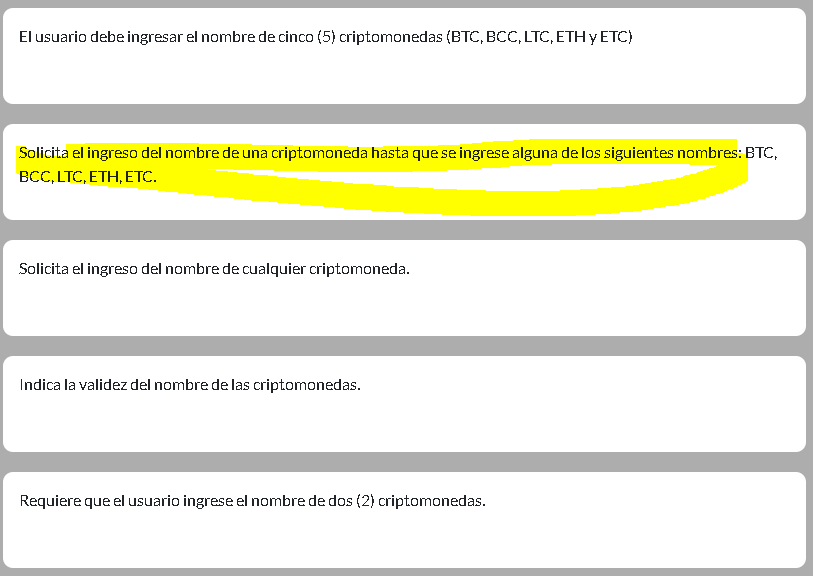 El usuario debe ingresar el nombre de cinco (5) criptomonedas (BTC, BCC, LTC, ETH y ETC)
Solicita el ingreso del nombre de una criptomoneda hasta que se ingrese alguna de los siguientes nombres: BTC,
BCC, LTC, ETH, ETC.
Solicita el ingreso del nombre de cualquier criptomoneda.
Indica la validez del nombre de las criptomonedas.
Requiere que el usuario ingrese el nombre de dos (2) criptomonedas.